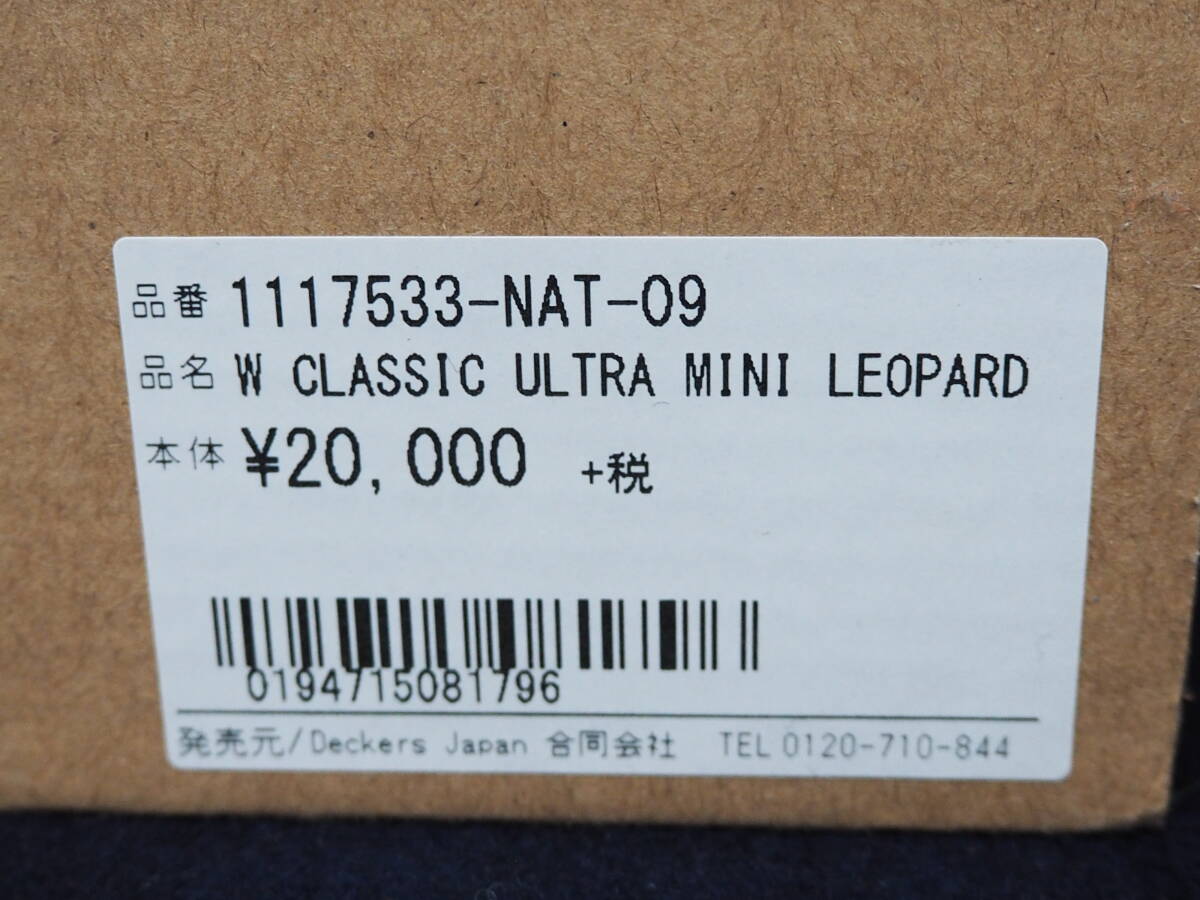 品番 1117533-NAT-09
品名 W CLASSIC ULTRA MINI LEOPARD
本体 ¥20,000 +税
0194715081796
発売元/Deckers Japan 合同会社 TEL 0120-710-844